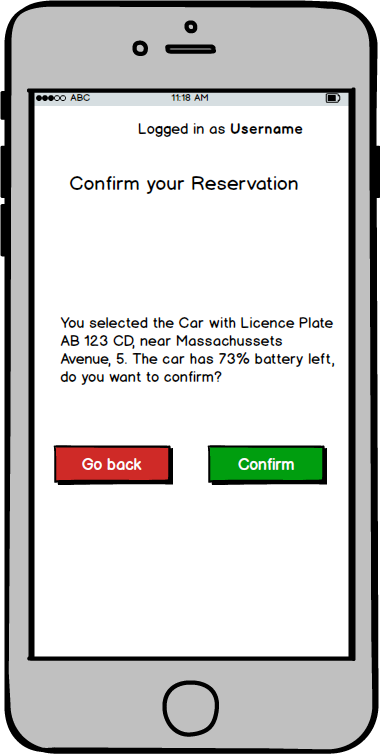 ABC 11:18 AM
Logged in as Username
Confirm your Reservation
You selected the Car with Licence Plate
AB 123 CD, near Massachussets
Avenue, 5. The car has 73% battery left,
do you want to confirm?
Go back Confirm